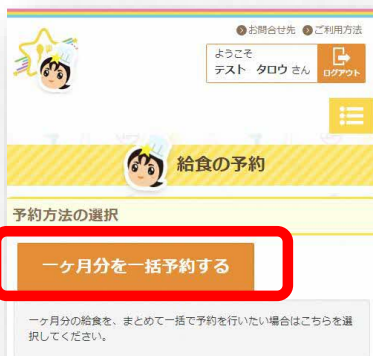 お問合せ先 ご利用方法
ようこそ
テスト タロウ さん
ログアウト
給食の予約
予約方法の選択
一ヶ月分を一括予約する
一ヶ月分の給食を、まとめて一括で予約を行いたい場合はこちらを選
択してください。